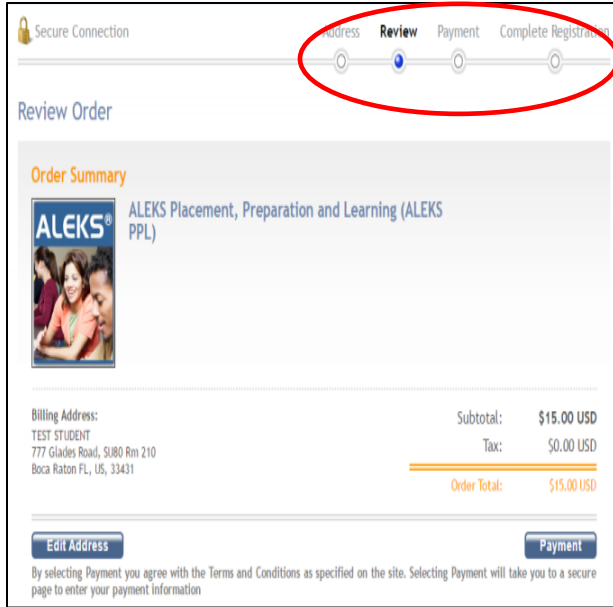 Secure Connection
Address Review Payment Complete Registration
Review Order
Order Summary
ALEKS®
ALEKS Placement, Preparation and Learning (ALEKS
PPL)
Billing Address:
TEST STUDENT
777 Glades Road, SU80 Rm 210
Boca Raton FL, US, 33431
Subtotal: $15.00 USD
Tax: $0.00 USD
Order Total: $15.00 USD
Edit Address
Payment
By selecting Payment you agree with the Terms and Conditions as specified on the site. Selecting Payment will take you to a secure
page to enter your payment information